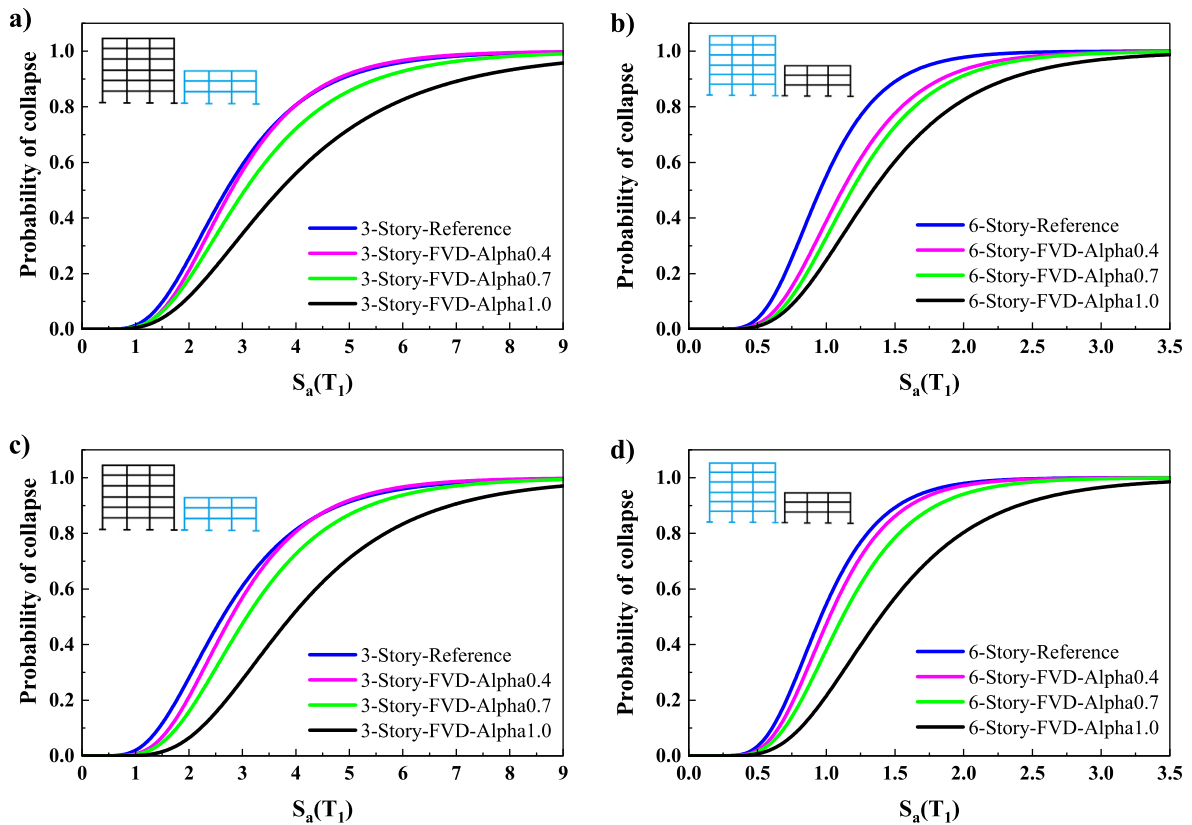 a)
Probability of collapse
1.0
0.8
0.6
0.4
0.2
0.0
3-Story-Reference
3-Story-FVD-Alpha0.4
3-Story-FVD-Alpha0.7
3-Story-FVD-Alpha1.0
0 1 2 3 4 5 6 7 8 9
Sa(T1)
b)
Probability of collapse
1.0
0.8
0.6
0.4
0.2
0.0
6-Story-Reference
6-Story-FVD-Alpha0.4
6-Story-FVD-Alpha0.7
6-Story-FVD-Alpha1.0
0.0 0.5 1.0 1.5 2.0 2.5 3.0 3.5
Sa(T1)
c)
Probability of collapse
1.0
0.8
0.6
0.4
0.2
0.0
3-Story-Reference
3-Story-FVD-Alpha0.4
3-Story-FVD-Alpha0.7
3-Story-FVD-Alpha1.0
0 1 2 3 4 5 6 7 8 9
Sa(T1)
d)
Probability of collapse
1.0
0.8
0.6
0.4
0.2
0.0
6-Story-Reference
6-Story-FVD-Alpha0.4
6-Story-FVD-Alpha0.7
6-Story-FVD-Alpha1.0
0.0 0.5 1.0 1.5 2.0 2.5 3.0 3.5
Sa(T1)